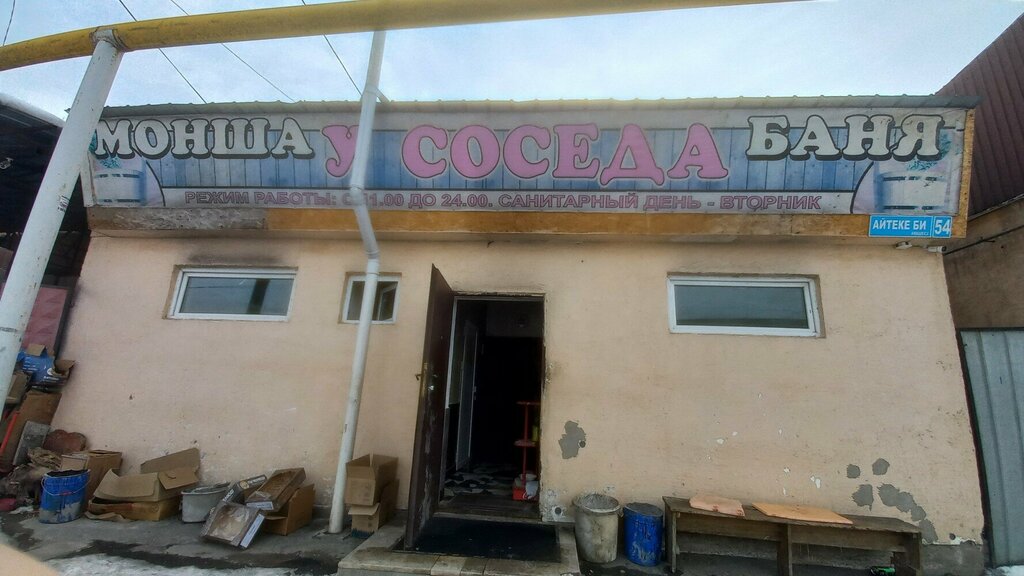 МОНША У СОСЕДА БАНЯ
РЕЖИМ РАБОТЫ: С 11.00 ДО 24.00. САНИТАРНЫЙ ДЕНЬ - ВТОРНИК
АЙТЕКЕ БИ 54